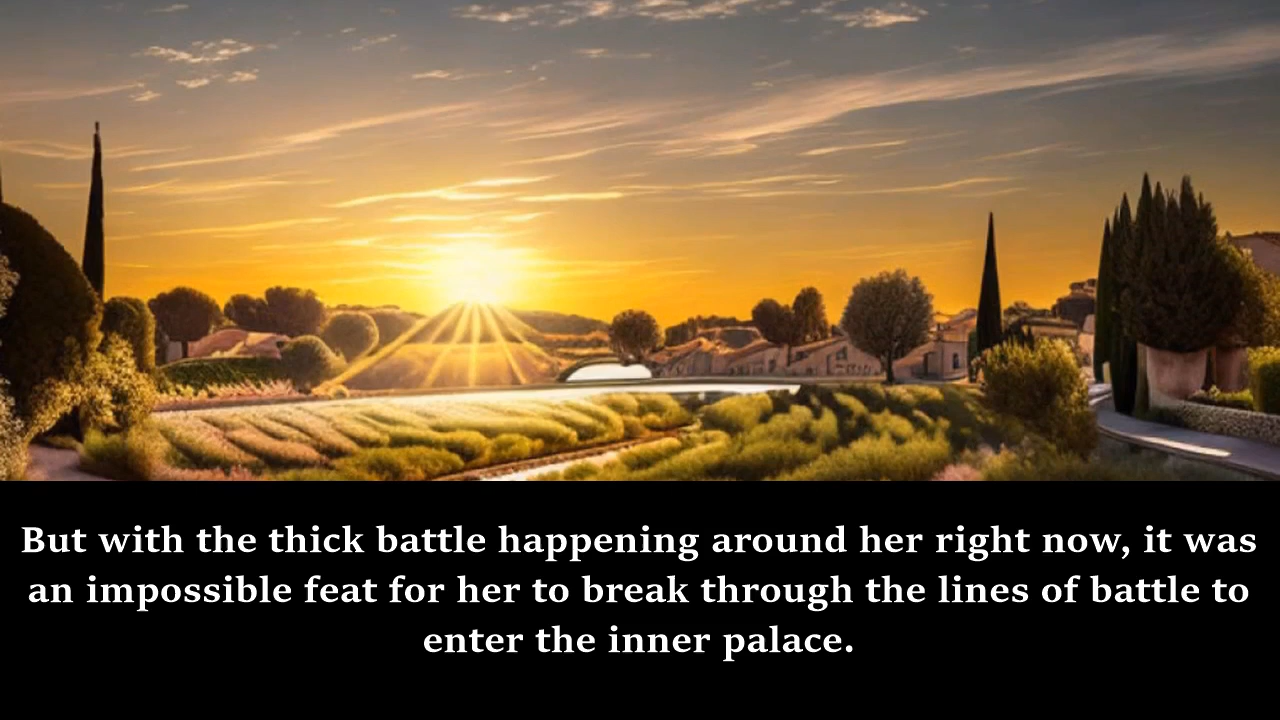 But with the thick battle happening around her right now, it was
an impossible feat for her to break through the lines of battle to
enter the inner palace.